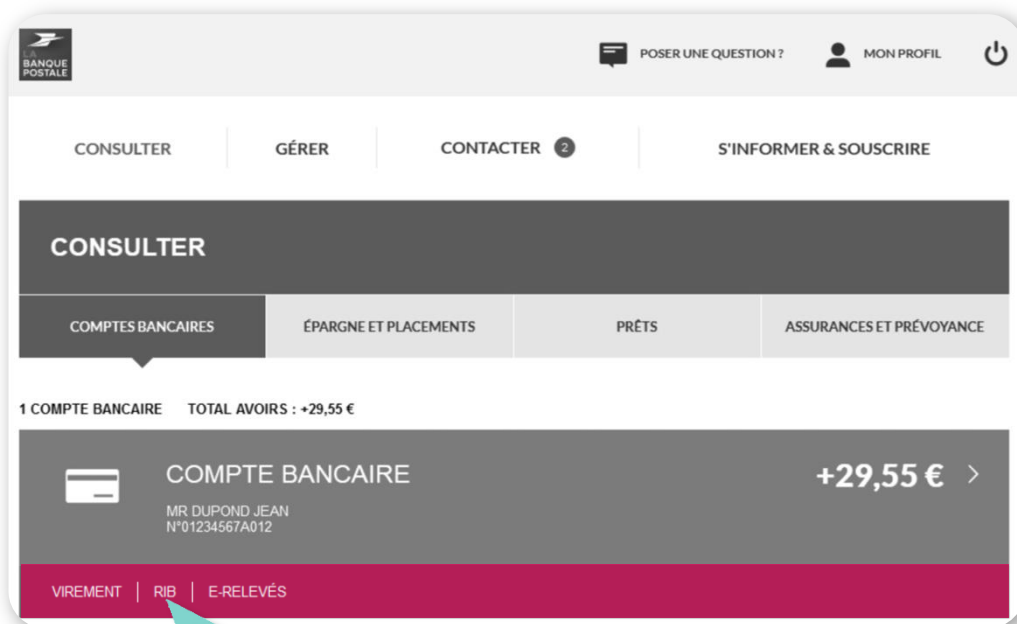 LA
BANQUE
POSTALE
POSER UNE QUESTION ?
MON PROFIL
CONSULTER
GÉRER
CONTACTER 2
S'INFORMER & SOUSCRIRE
CONSULTER
COMPTES BANCAIRES
ÉPARGNE ET PLACEMENTS
PRÊTS
ASSURANCES ET PRÉVOYANCE
1 COMPTE BANCAIRE TOTAL AVOIRS : +29,55 €
COMPTE BANCAIRE
+29,55 €
MR DUPOND JEAN
N°01234567A012
VIREMENT | RIB | E-RELEVÉS